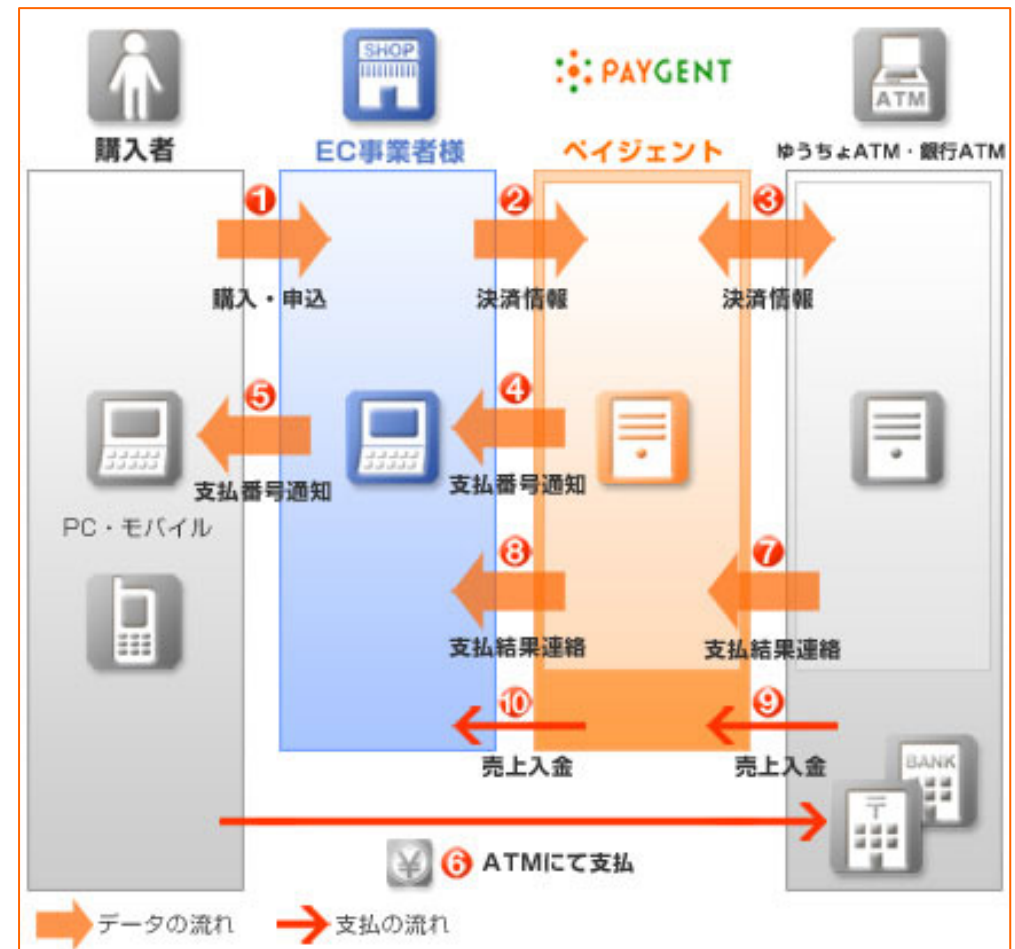 SHOP
PAYGENT
ATM
購入者
EC事業者様
ペイジェント
ゆうちょATM・銀行ATM
1
2
3
購入・申込
決済情報
決済情報
5
4
支払番号通知
支払番号通知
PC・モバイル
8
7
支払結果連絡
支払結果連絡
10
9
売上入金
売上入金
BANK
〒
¥
6
ATMにて支払
データの流れ
支払の流れ